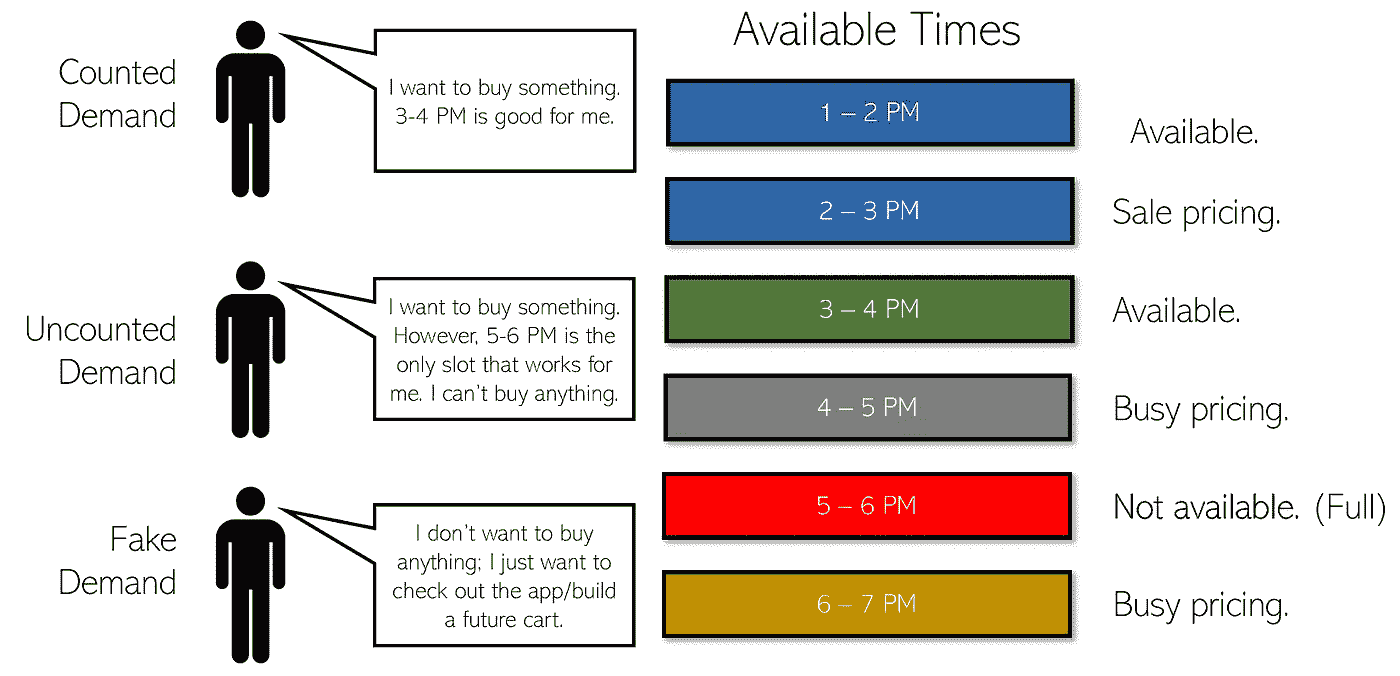 Available Times
Counted
Demand
I want to buy something.
3-4 PM is good for me.
Uncounted
Demand
I want to buy something.
However, 5-6 PM is the
only slot that works for
me. I can't buy anything.
Fake
Demand
I don't want to buy
anything; I just want to
check out the app/build
a future cart.
1 – 2 PM
Available.
2 – 3 PM
Sale pricing.
3 – 4 PM
Available.
4 – 5 PM
Busy pricing.
5 – 6 PM
Not available. (Full)
6 – 7 PM
Busy pricing.